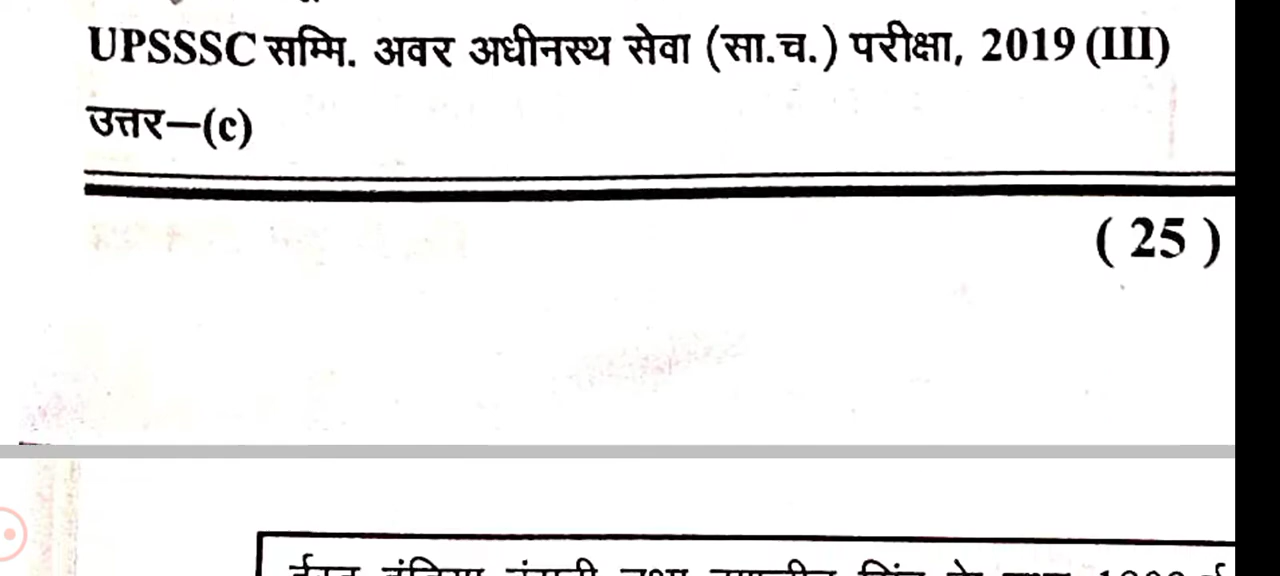 UPSSSC सम्मि. अवर अधीनस्थ सेवा (सा.च.) परीक्षा, 2019 (III)
उत्तर–(c)
( 25 )